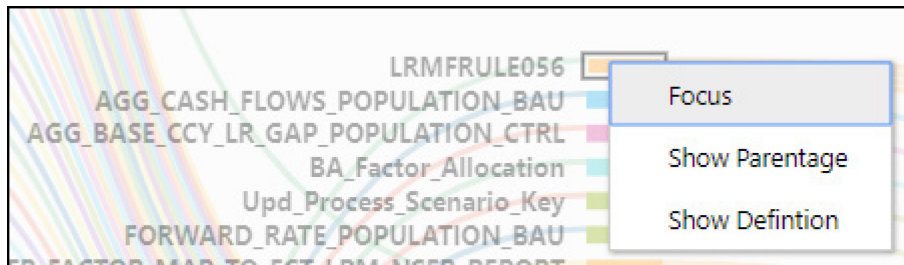 LRMFRULE056
AGG_CASH_FLOWS_POPULATION_BAU
AGG_BASE_CCY_LR_GAP_POPULATION_CTRL
BA_Factor_Allocation
Upd_Process_Scenario_Key
FORWARD_RATE_POPULATION_BAU
Focus
Show Parentage
Show Defintion